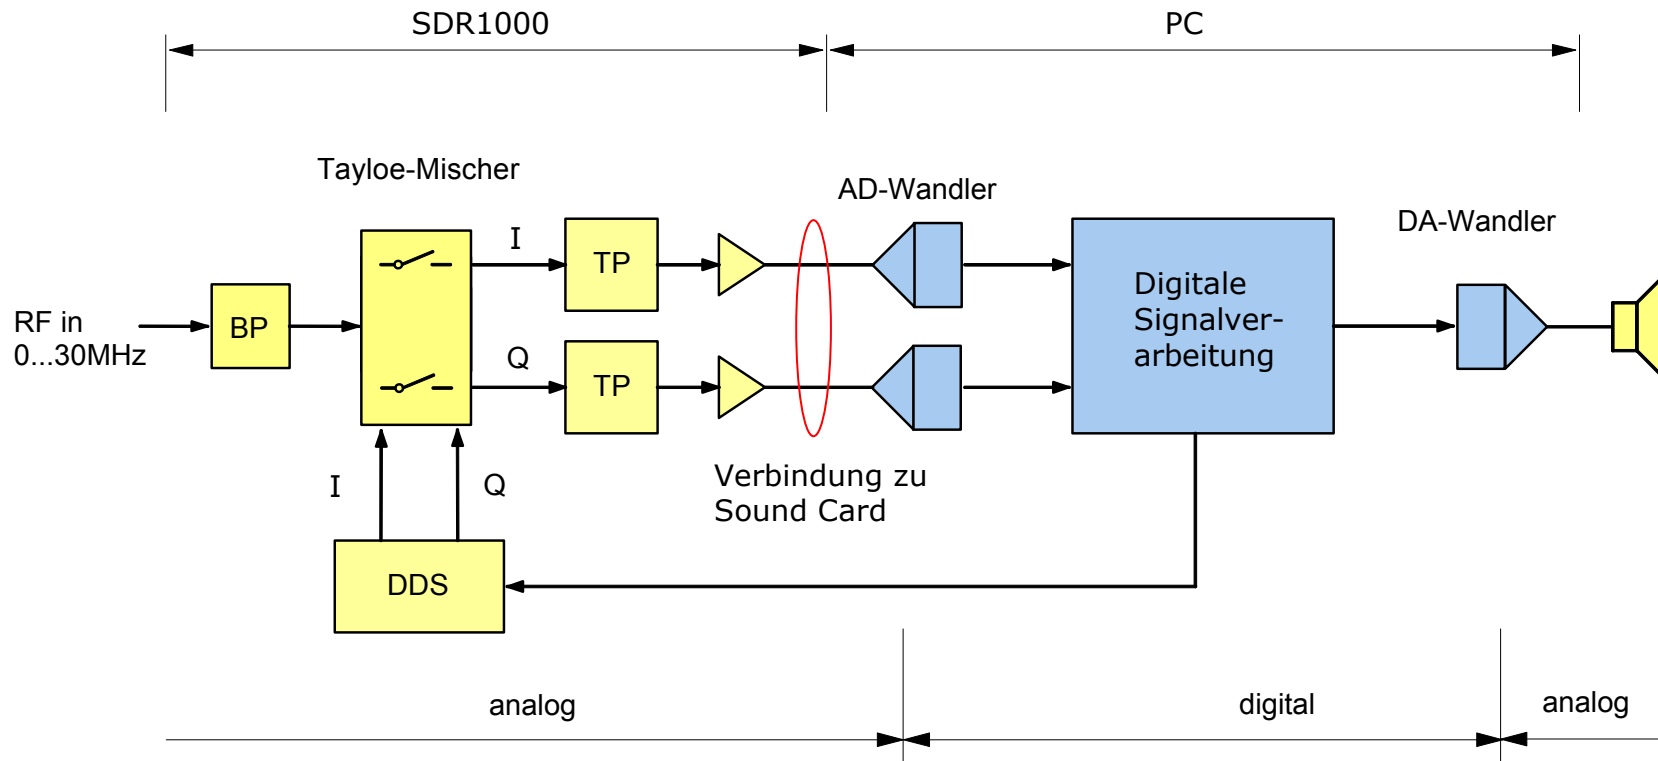 SDR1000
PC
Tayloe-Mischer
AD-Wandler
DA-Wandler
I
TP
BP
RF in
0...30MHz
Digitale
Signalver-
arbeitung
Q
TP
Verbindung zu
Sound Card
I
Q
DDS
analog
digital
analog